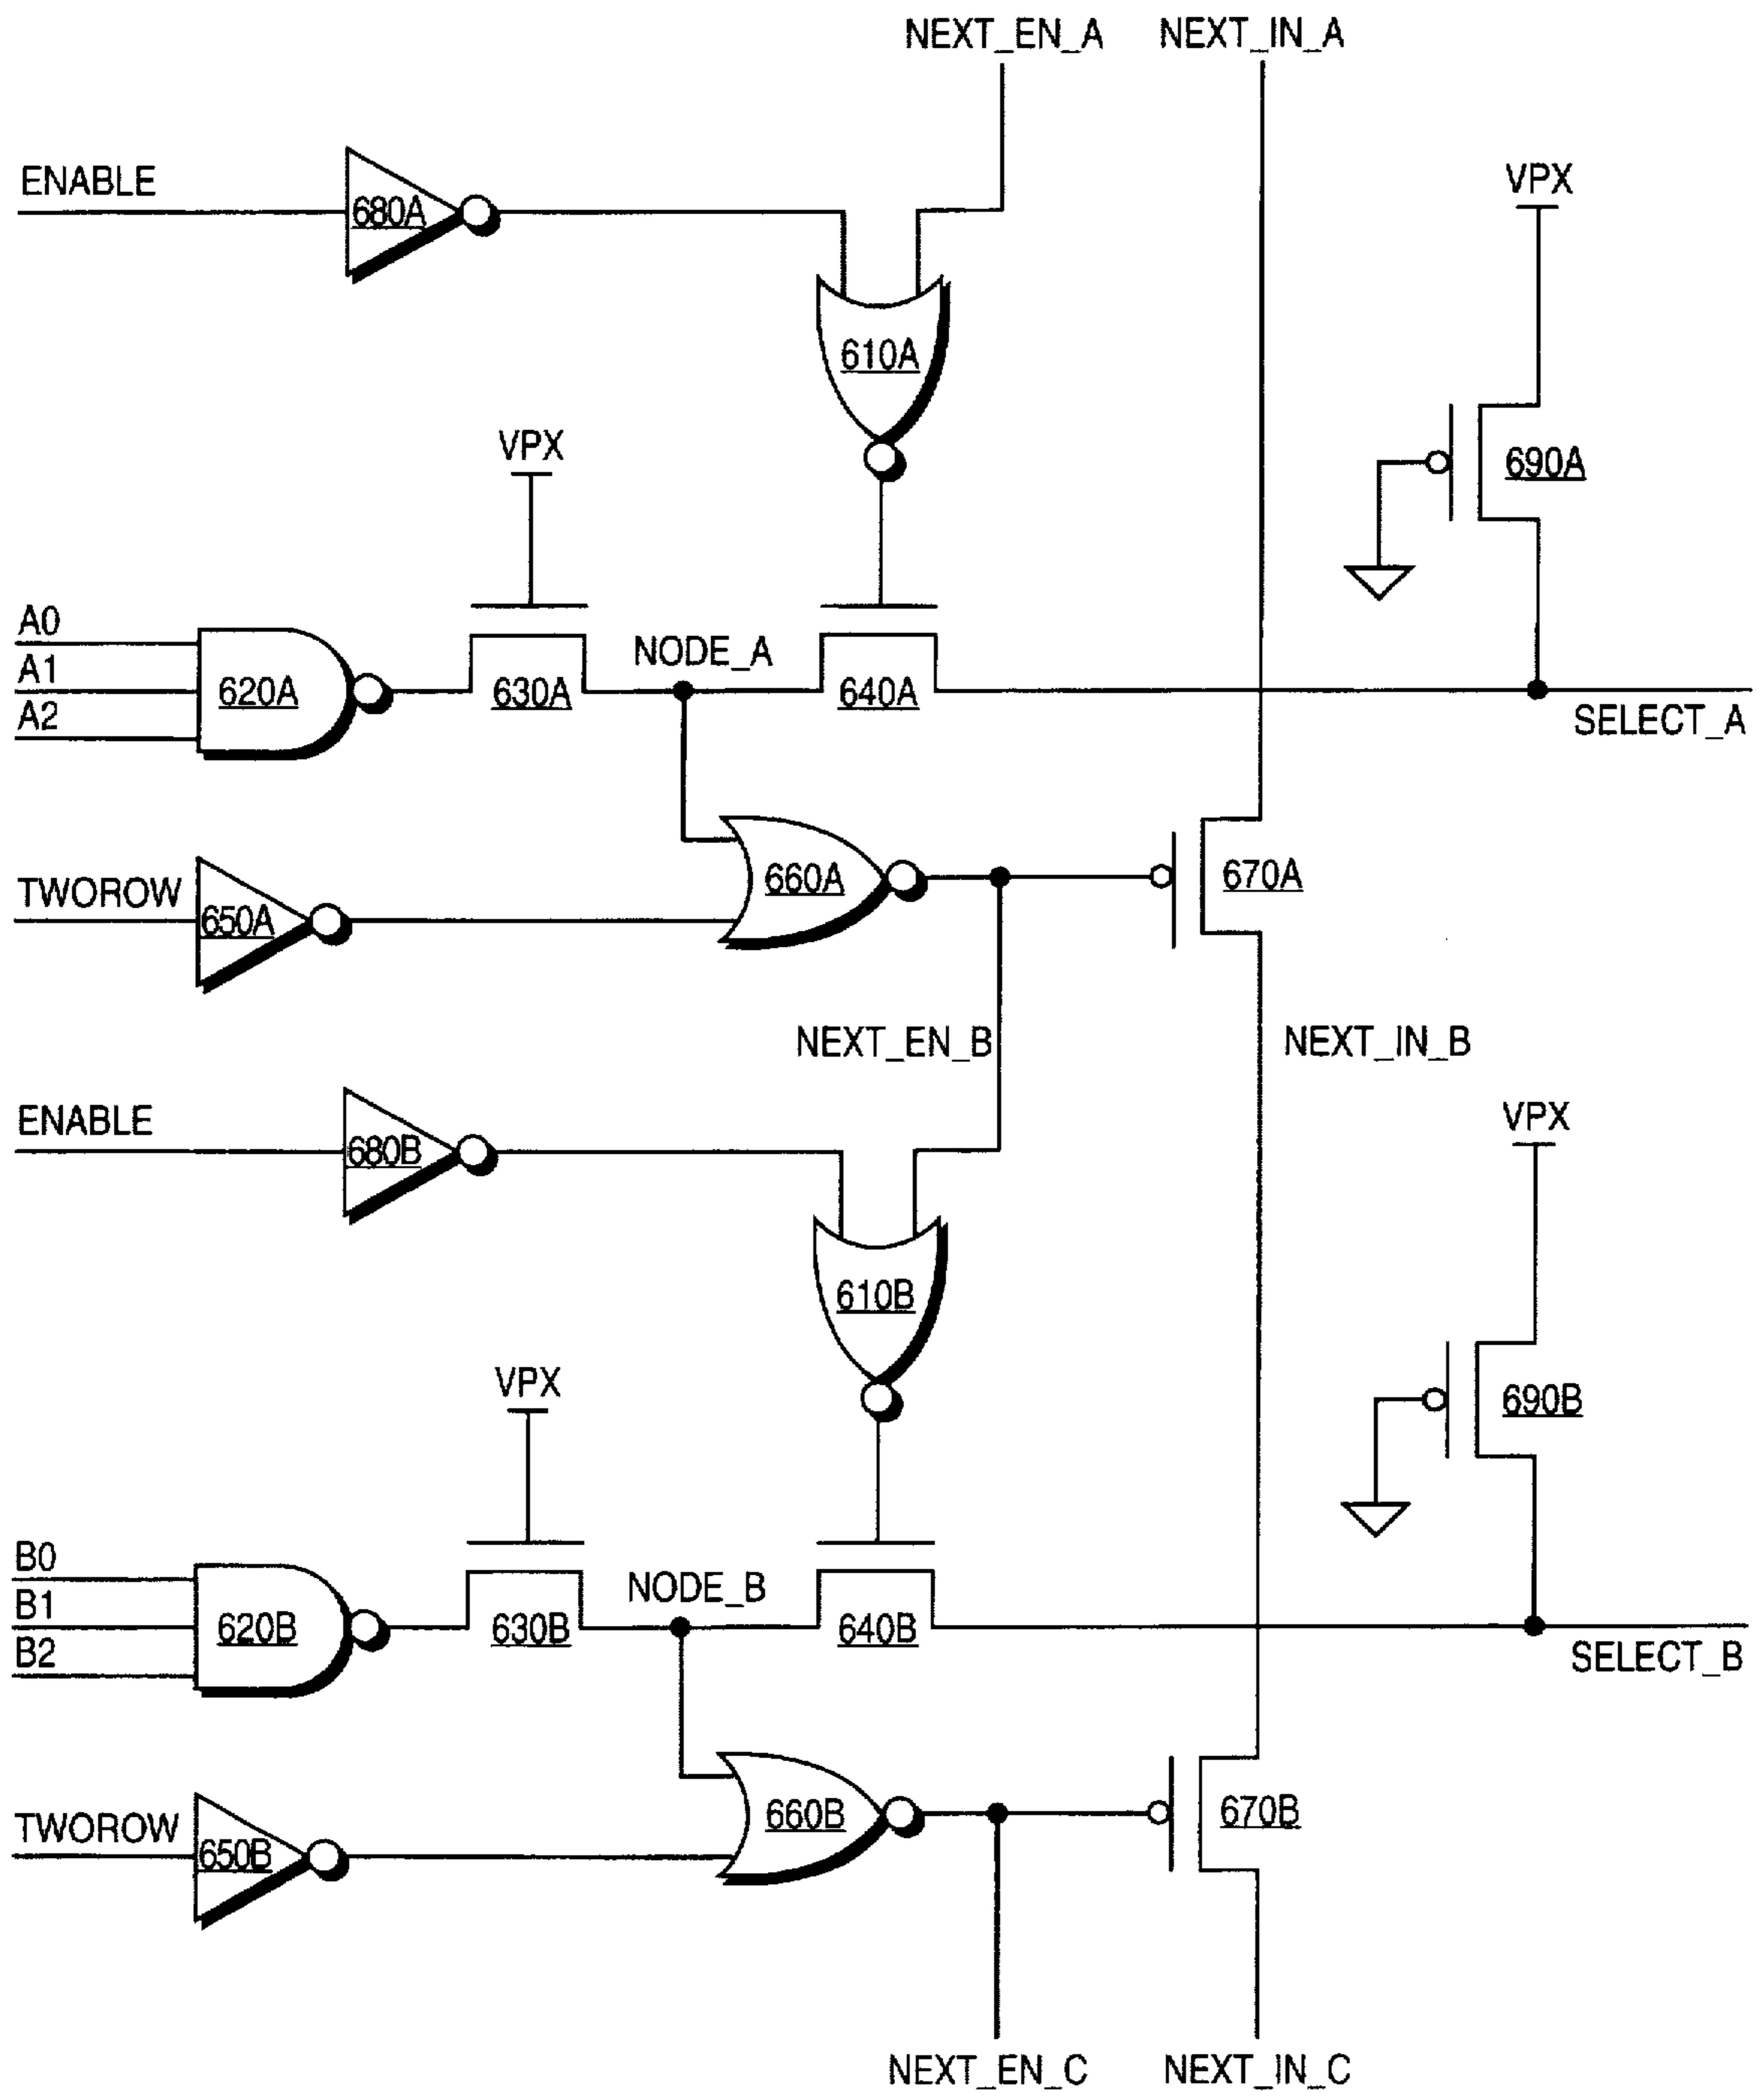 NEXT_EN_A NEXT_IN_A
ENABLE
680A
VPX
610A
VPX
690A
A0
A1
A2
620A
630A
NODE_A
640A
SELECT_A
TWOROW
650A
660A
670A
NEXT_EN_B
NEXT_IN_B
ENABLE
680B
VPX
610B
VPX
690B
B0
B1
B2
620B
630B
NODE_B
640B
SELECT_B
TWOROW
650B
660B
670B
NEXT_EN_C NEXT_IN_C